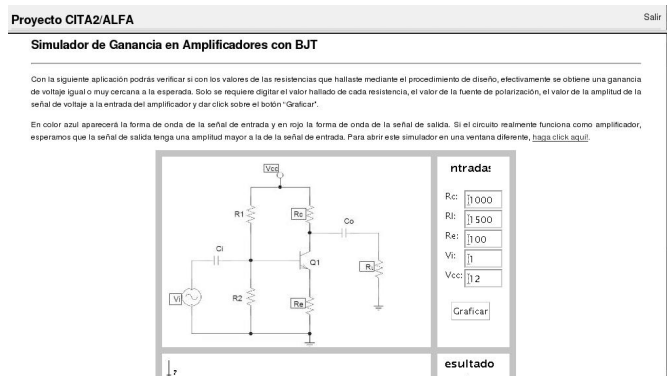 Proyecto CITA2/ALFA
Salir
Simulador de Ganancia en Amplificadores con BJT
Con la siguiente aplicación podrás verificar si con los valores de las resistencias que hallaste mediante el procedimiento de diseño, efectivamente se obtiene una ganancia
de voltaje igual o muy cercana a la esperada. Solo se requiere digitar el valor hallado de cada resistencia, el valor de la fuente de polarización, el valor de la amplitud de la
señal de voltaje a la entrada del amplificador y dar click sobre el botón "Graficar".
En color azul aparecerá la forma de onda de la señal de entrada y en rojo la forma de onda de la señal de salida. Si el circuito realmente funciona como amplificador,
esperamos que la señal de salida tenga una amplitud mayor a la de la señal de entrada. Para abrir este simulador en una ventana diferente, haga click aquí!.
Vcc
R1
Rc
Co
Ci
Q1
Vi
R2
Re
ntradas
Rc: 1000
Rl: 1500
Re: 100
Vi: 1
Vcc: 12
Graficar
esultado